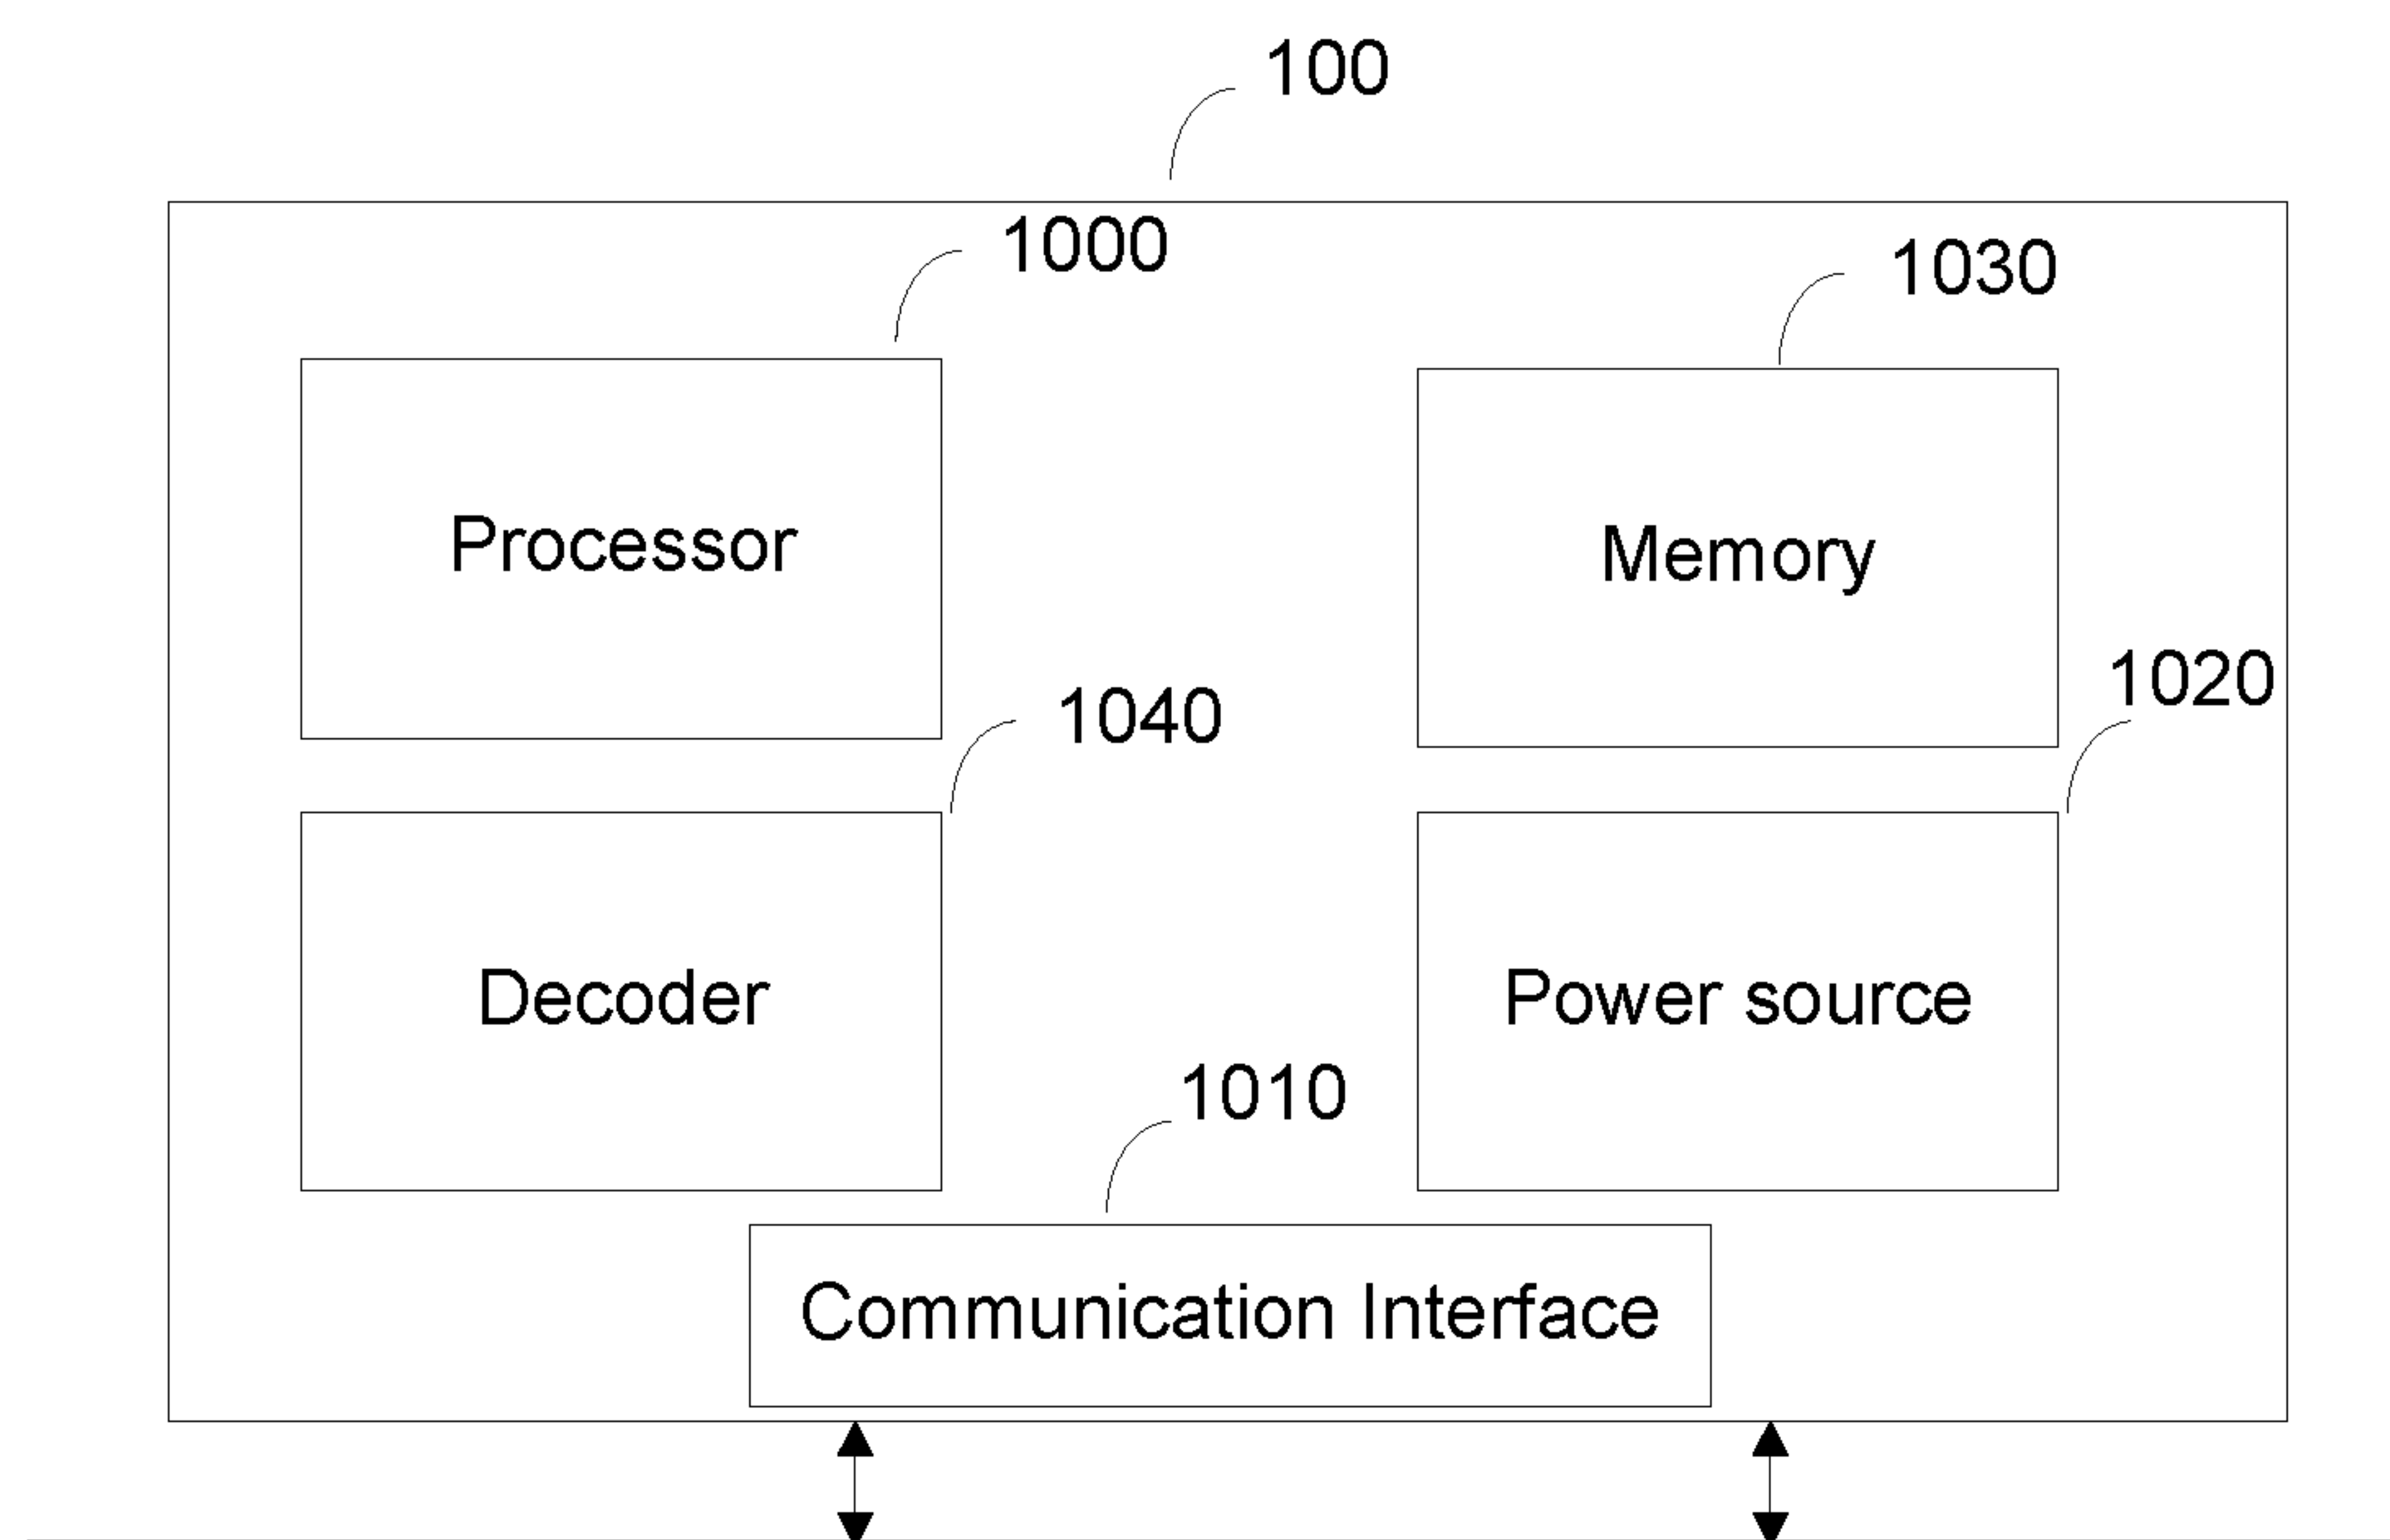 100
1000
1030
Processor
Memory
1040
1020
Decoder
Power source
1010
Communication Interface